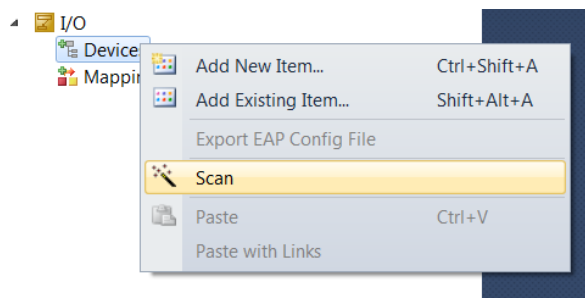 I/O
Device
Mappin
Add New Item... Ctrl+Shift+A
Add Existing Item... Shift+Alt+A
Export EAP Config File
Scan
Paste Ctrl+V
Paste with Links